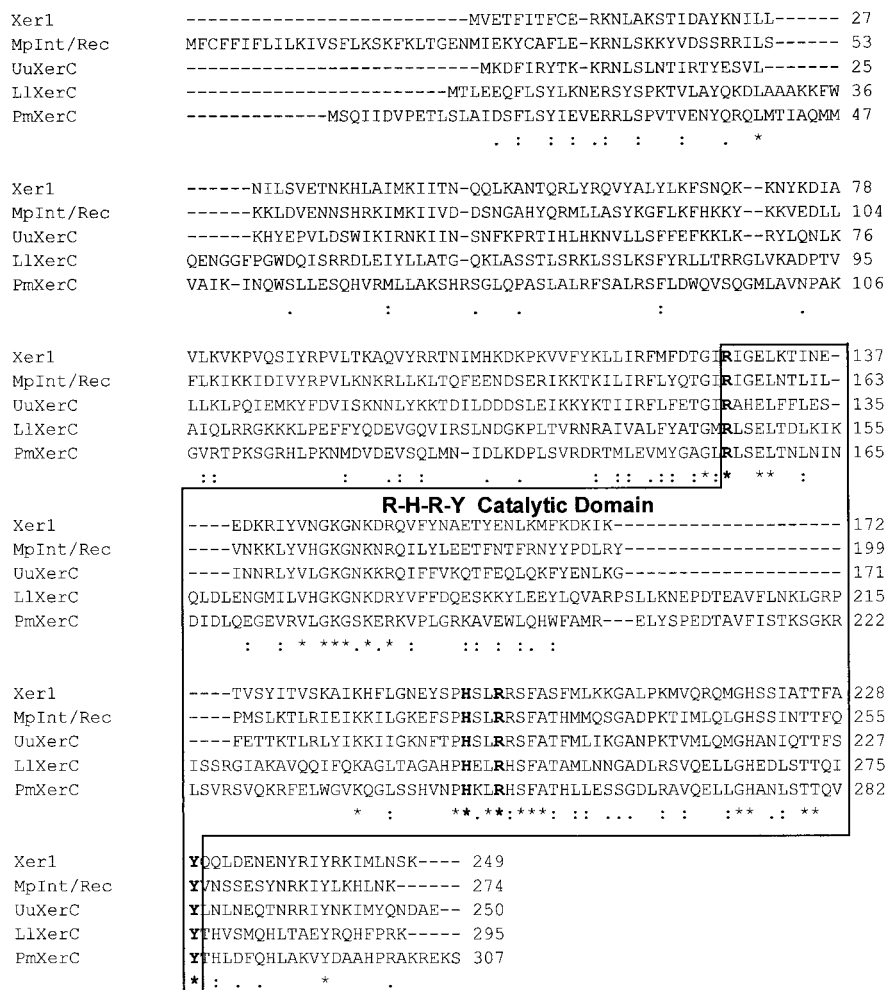 Xer1 ---------------------------MVETFITFCE-RKNLAKSTIDAYKNILL------ 27
MpInt/Rec MFCFFIFLILKIVSFLKSKFKLTGENMIEKYCAFLE-RKNLSKKYVDSSRRILS------ 53
UuXerC ----------------------------MKDFIRYTK-KRNLSLNTIRTYESVL------- 25
LlXerC -------------------------MTLEEQFLSYLKNERSYSPKTVLAYQKDLAAAKKFW 36
PmXerC -------------MSQIIDVPETLSLAIDSFLSYIEVERRLSPVTVENYQRQLMTIAQMM 47
. : : : .: : : . *
Xer1 ------NILSVETNKHLAIMKIITN-QQLKANTQRLYRQVYALYLKFSNQK--KNYKDIA 78
MpInt/Rec ------KKLDVENNSHRKIMKIIVD-DSNGAHYQRMLLASYKGFLKFHKKY--KKVEDLL 104
UuXerC ------KHYEPVLDSWIKIRNKIIN-SNFKPRTIHLHKNVLLSFFEFKKLK--RYLQNLK 76
LlXerC QENGGFPGWDQISRRDLEIYLLATG-QKLASSTLSRKLSSLKSFYRLLTRRGLVKADPTV 95
PmXerC VAIK-INQWSLLESQHVRMLLAKSHRSGLQPASLALRFSALRSFLDWQVSQGMLAVNPAK 106
. : . . : .
Xer1 VLKVKPVQSIYRPVLTKAQVYRRTNIMHKDKPKVVFYKLLIRFMFDTGIRIGELKTINE- 137
MpInt/Rec FLKIKKIDIVYRPVLKNKRLLKLTQFEENDSERIKKTKILIRFLYQTGIRIGELNTLIL- 163
UuXerC LLKLPQIEMKYFDVISKNNLYKKTDILDDDSLEIKKYKTIIRFLFETGIRAHELFFLES- 135
LlXerC AIQLRRGKKKLPEFFYQDEVGQVIRSLNDGKPLTVRNRAIVALFYATGMRLSELTDLKIK 155
PmXerC GVRTPKSGRHLPKNMDVDEVSQLMN-IDLKDPLSVRDRTMLEVMYGAGLRLSELTNLNIN 165
:: : .: : . : :: .: :: :*:* ** :
R-H-R-Y Catalytic Domain
Xer1 ----EDKRIYVNGKGNKDRQVFYNAETYENLKMFKDKIK--------------------- 172
MpInt/Rec ----VNKKLYVHGKGNKNRQILYLEETFNTFRNYYPDLRY-------------------- 199
UuXerC ----INNRLYVLGKGNKKRQIFFVKQTFEQLQKFYENLKG-------------------- 171
LlXerC QLDLENGMILVHGKGNKDRYVFFDQESKKYLEEYLQVARPSLLKNEPDTEAVFLNKLGRP 215
PmXerC DIDLQEGEVRVLGKGSKERKVPLGRKAVEWLQHWFAMR---ELYSPEDTAVFISTKSGKR 222
: : * ***.*.* : :: : :. :
Xer1 ----TVSYITVSKAIKHFLGNEYSPHSLRRSFASFMLKKGALPKMVQRQMGHSSIATTFA 228
MpInt/Rec ----PMSLKTLRIEIKKILGKEFSPHSLRRSFATHMMQSGADPKTIMLQLGHSSINTTFQ 255
UuXerC ----FETTKTLRLYIKKIIGKNFTPHSLRRSFATFMLIKGANPKTVMLQMGHANIQTTFS 227
LlXerC ISSRGIAKAVQQIFQKAGLTAGAHPHELRHSFATAMLNNGADLRSVQELLGHEDLSTTQI 275
PmXerC LSVRSVQKRFELWGVKQGLSSHVNPHKLRHSFATHLLESSGDLRAVQELLGHANLSTTQV 282
* : **.**:***: :: .. : : :** .: **
Xer1 YQQLDENENYRIYRKIMLNSK---- 249
MpInt/Rec YVNSSESYNRKIYLKHLNK------ 274
UuXerC YLNLNEQTNRRIYNKIMYQNDAE-- 250
LlXerC YTHVSMQHLTAEYRQHFPRK----- 295
PmXerC YTHLDFQHLAKVYDAAHPRAKREKS 307
* : . . * .